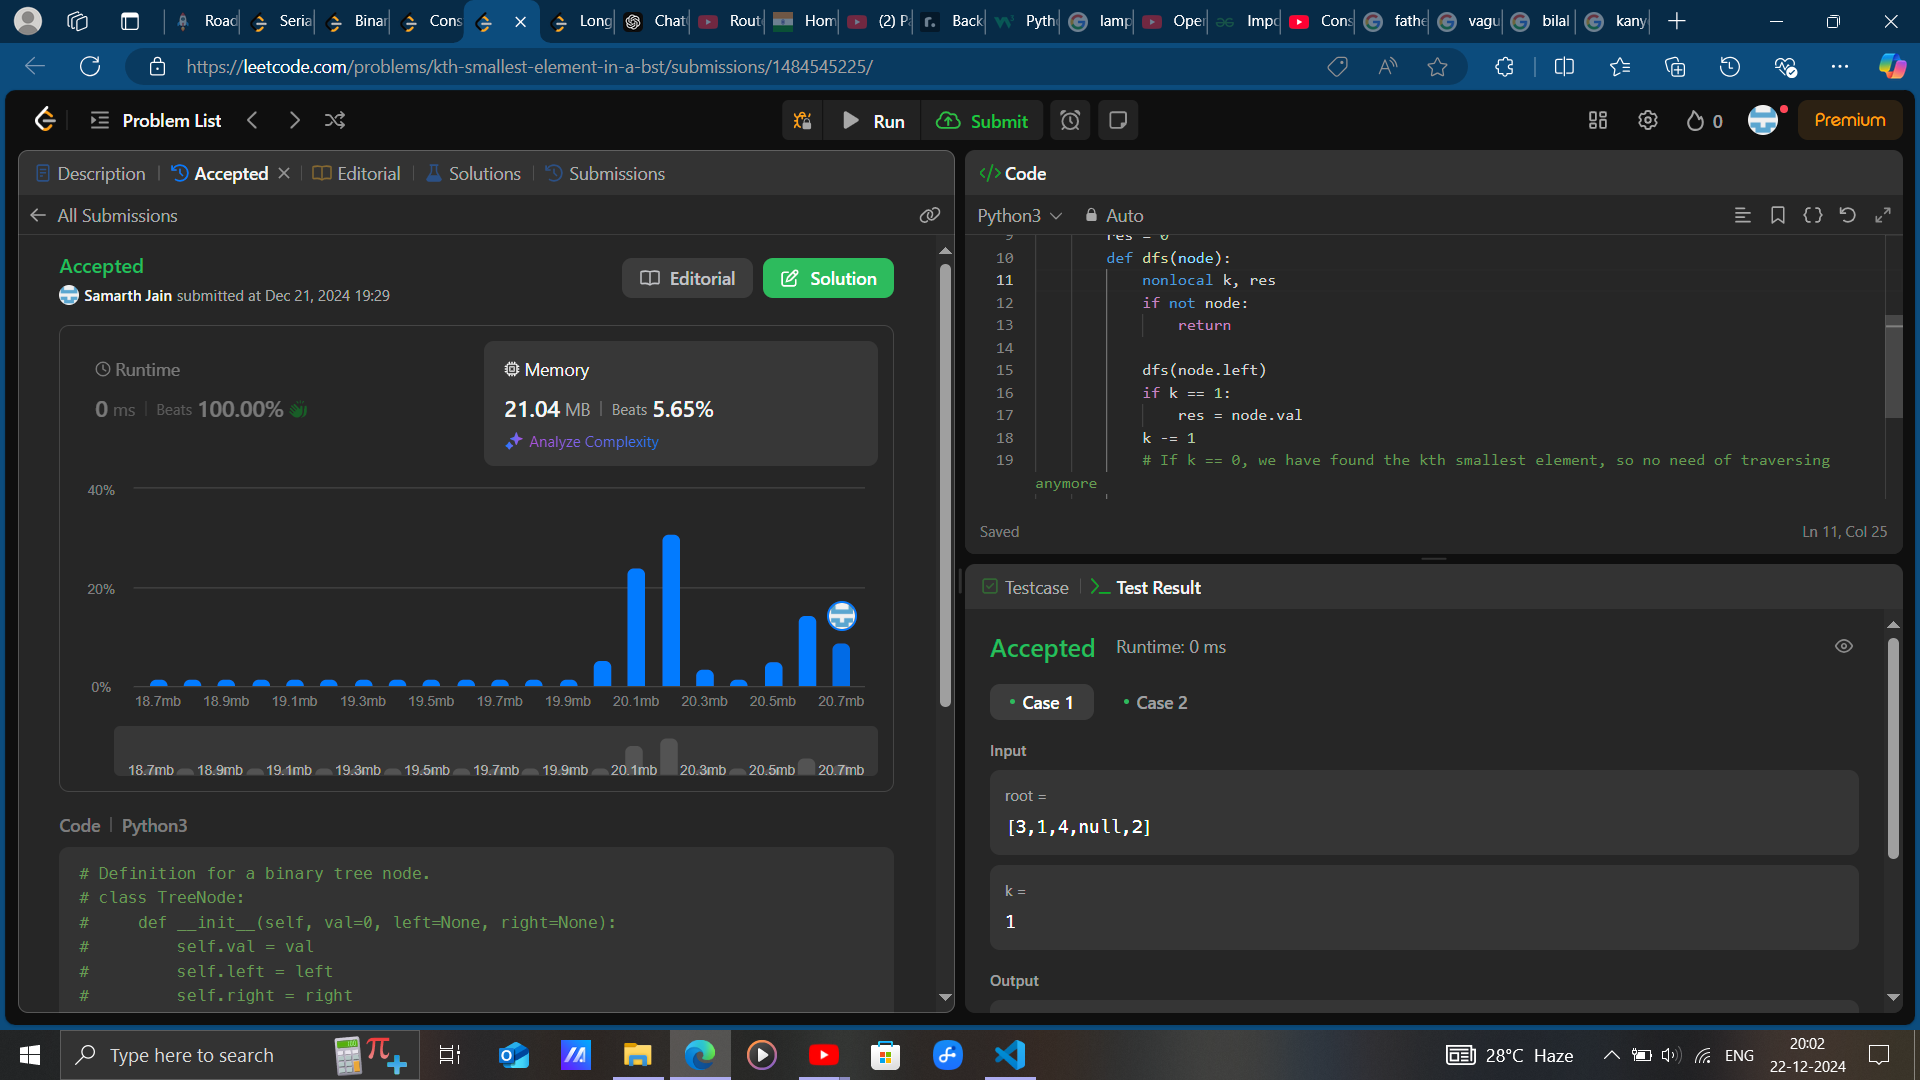 Road
Seria
Binar
Cons
Long
Chat
Rout
Hom
(2) Pa
Back
Pyth
lamp
Oper
Impo
Cons
fathe
vagu
bilal
kany
https://leetcode.com/problems/kth-smallest-element-in-a-bst/submissions/1484545225/
Problem List
Run
Submit
0
Premium
Description
Accepted
Editorial
Solutions
Submissions
All Submissions
Accepted
Samarth Jain submitted at Dec 21, 2024 19:29
Editorial
Solution
Runtime
0 ms | Beats 100.00%
Memory
21.04 MB | Beats 5.65%
Analyze Complexity
40%
20%
0%
18.7mb 18.9mb 19.1mb 19.3mb 19.5mb 19.7mb 19.9mb 20.1mb 20.3mb 20.5mb 20.7mb
18.7mb 18.9mb 19.1mb 19.3mb 19.5mb 19.7mb 19.9mb 20.1mb 20.3mb 20.5mb 20.7mb
Code | Python3
# Definition for a binary tree node.
# class TreeNode:
#     def __init__(self, val=0, left=None, right=None):
#         self.val = val
#         self.left = left
#         self.right = right
</> Code
Python3
Auto
9 res = 0
10 def dfs(node):
11 nonlocal k, res
12 if not node:
13 return
14
15 dfs(node.left)
16 if k == 1:
17 res = node.val
18 k -= 1
19 # If k == 0, we have found the kth smallest element, so no need of traversing
anymore
Saved
Ln 11, Col 25
Testcase
Test Result
Accepted
Runtime: 0 ms
• Case 1
• Case 2
Input
root =
[3,1,4,null,2]
k =
1
Output
Type here to search
28°C Haze
ENG
20:02
22-12-2024